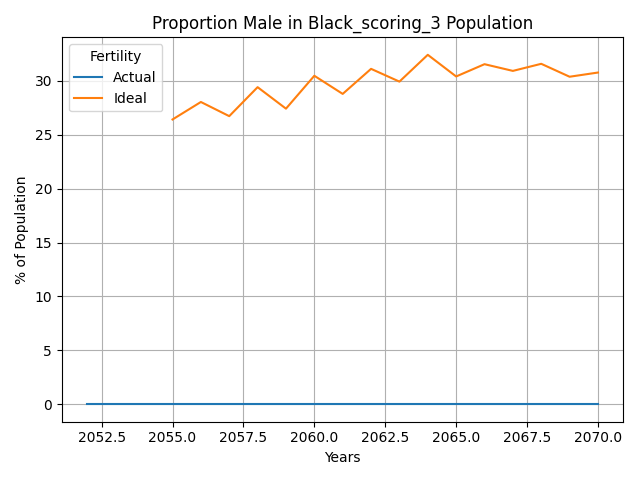 Proportion Male in Black_scoring_3 Population
Fertility
Actual
Ideal
% of Population
30
25
20
15
10
5
0
2052.5 2055.0 2057.5 2060.0 2062.5 2065.0 2067.5 2070.0
Years